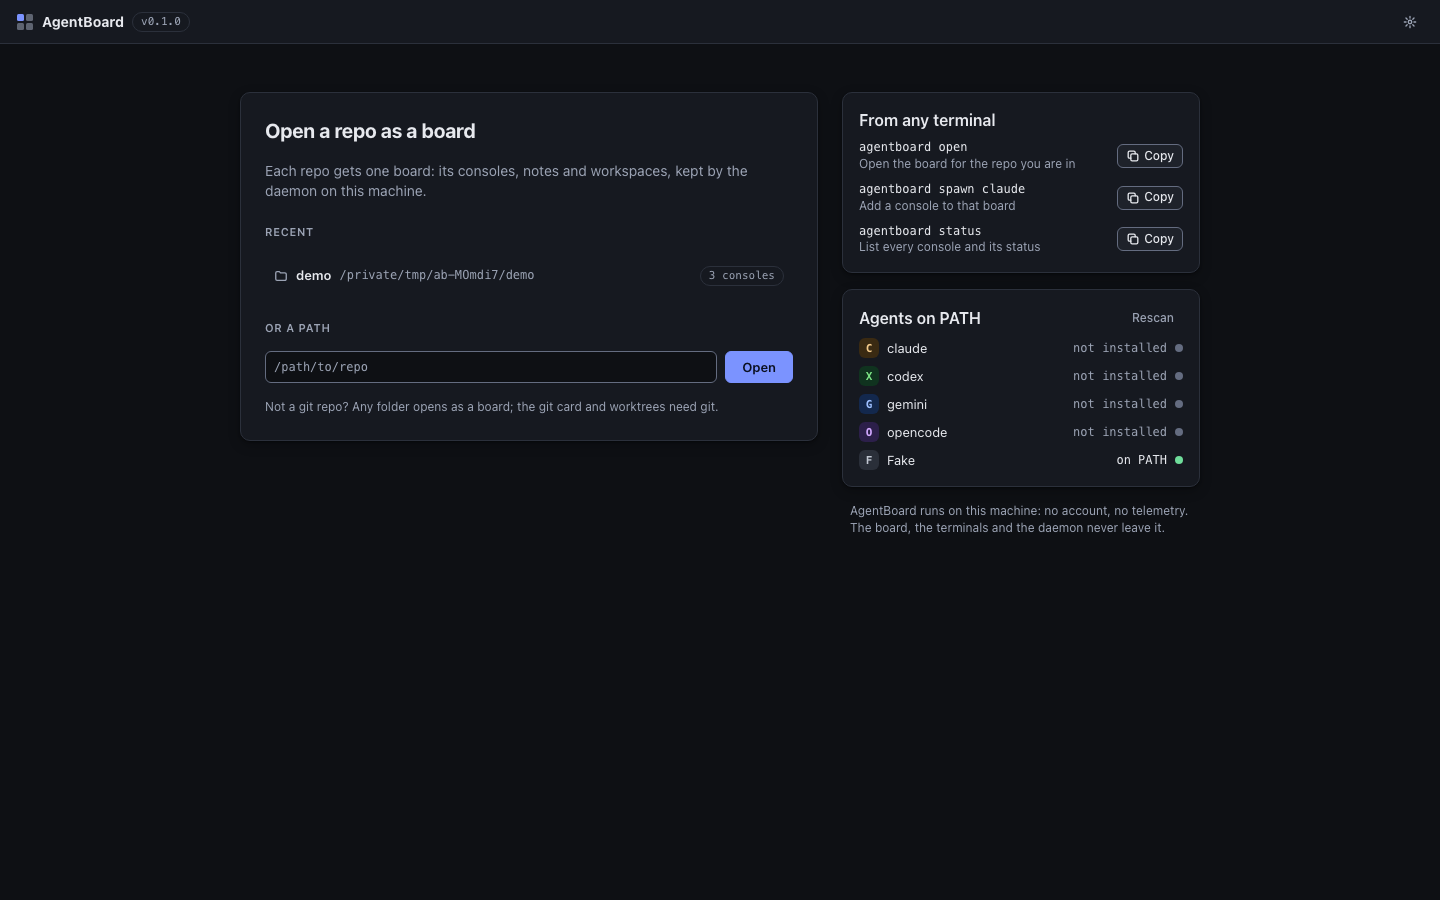 AgentBoard v0.1.0
Open a repo as a board
Each repo gets one board: its consoles, notes and workspaces, kept by the
daemon on this machine.
RECENT
demo /private/tmp/ab-MOmdi7/demo 3 consoles
OR A PATH
/path/to/repo Open
Not a git repo? Any folder opens as a board; the git card and worktrees need git.
From any terminal
agentboard open
Open the board for the repo you are in
Copy
agentboard spawn claude
Add a console to that board
Copy
agentboard status
List every console and its status
Copy
Agents on PATH Rescan
C claude not installed
X codex not installed
G gemini not installed
O opencode not installed
F Fake on PATH
AgentBoard runs on this machine: no account, no telemetry.
The board, the terminals and the daemon never leave it.